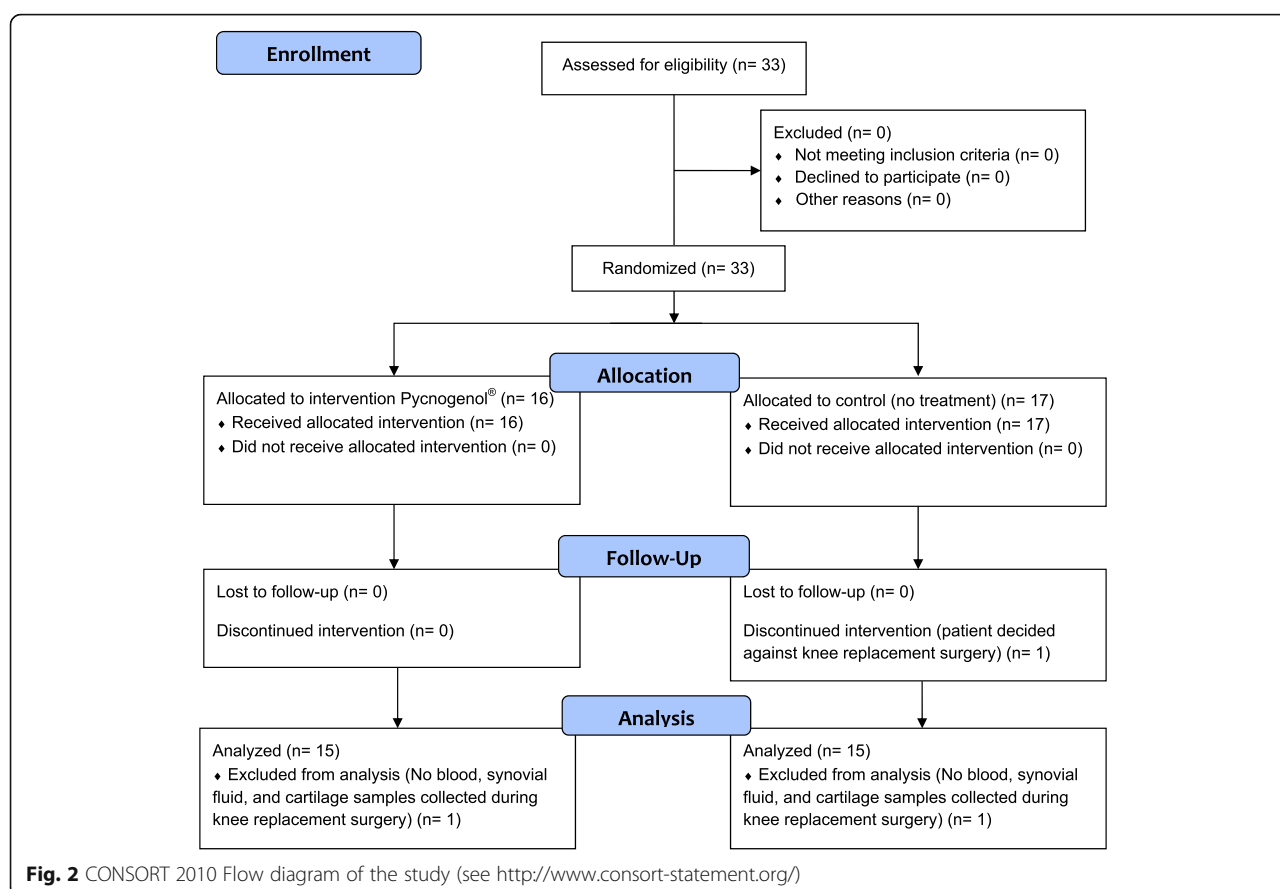 Enrollment
Assessed for eligibility (n= 33)
Excluded (n= 0)
♦ Not meeting inclusion criteria (n= 0)
♦ Declined to participate (n= 0)
♦ Other reasons (n= 0)
Randomized (n= 33)
Allocation
Allocated to intervention Pycnogenol® (n= 16)
♦ Received allocated intervention (n= 16)
♦ Did not receive allocated intervention (n= 0)
Allocated to control (no treatment) (n= 17)
♦ Received allocated intervention (n= 17)
♦ Did not receive allocated intervention (n= 0)
Follow-Up
Lost to follow-up (n= 0)
Discontinued intervention (n= 0)
Lost to follow-up (n= 0)
Discontinued intervention (patient decided
against knee replacement surgery) (n= 1)
Analysis
Analyzed (n= 15)
♦ Excluded from analysis (No blood, synovial
fluid, and cartilage samples collected during
knee replacement surgery) (n= 1)
Analyzed (n= 15)
♦ Excluded from analysis (No blood, synovial
fluid, and cartilage samples collected during
knee replacement surgery) (n= 1)
Fig. 2 CONSORT 2010 Flow diagram of the study (see http://www.consort-statement.org/)